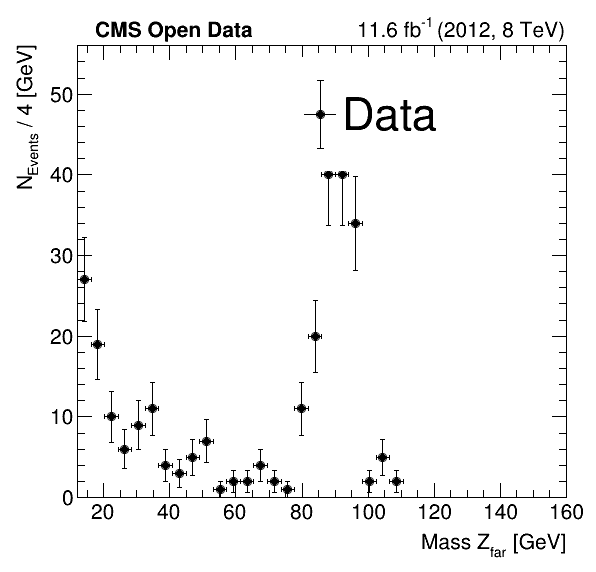 CMS Open Data 11.6 fb⁻¹ (2012, 8 TeV)
N_Events / 4 [GeV]
50
40
30
20
10
0
Data
20 40 60 80 100 120 140 160
Mass Z_far [GeV]